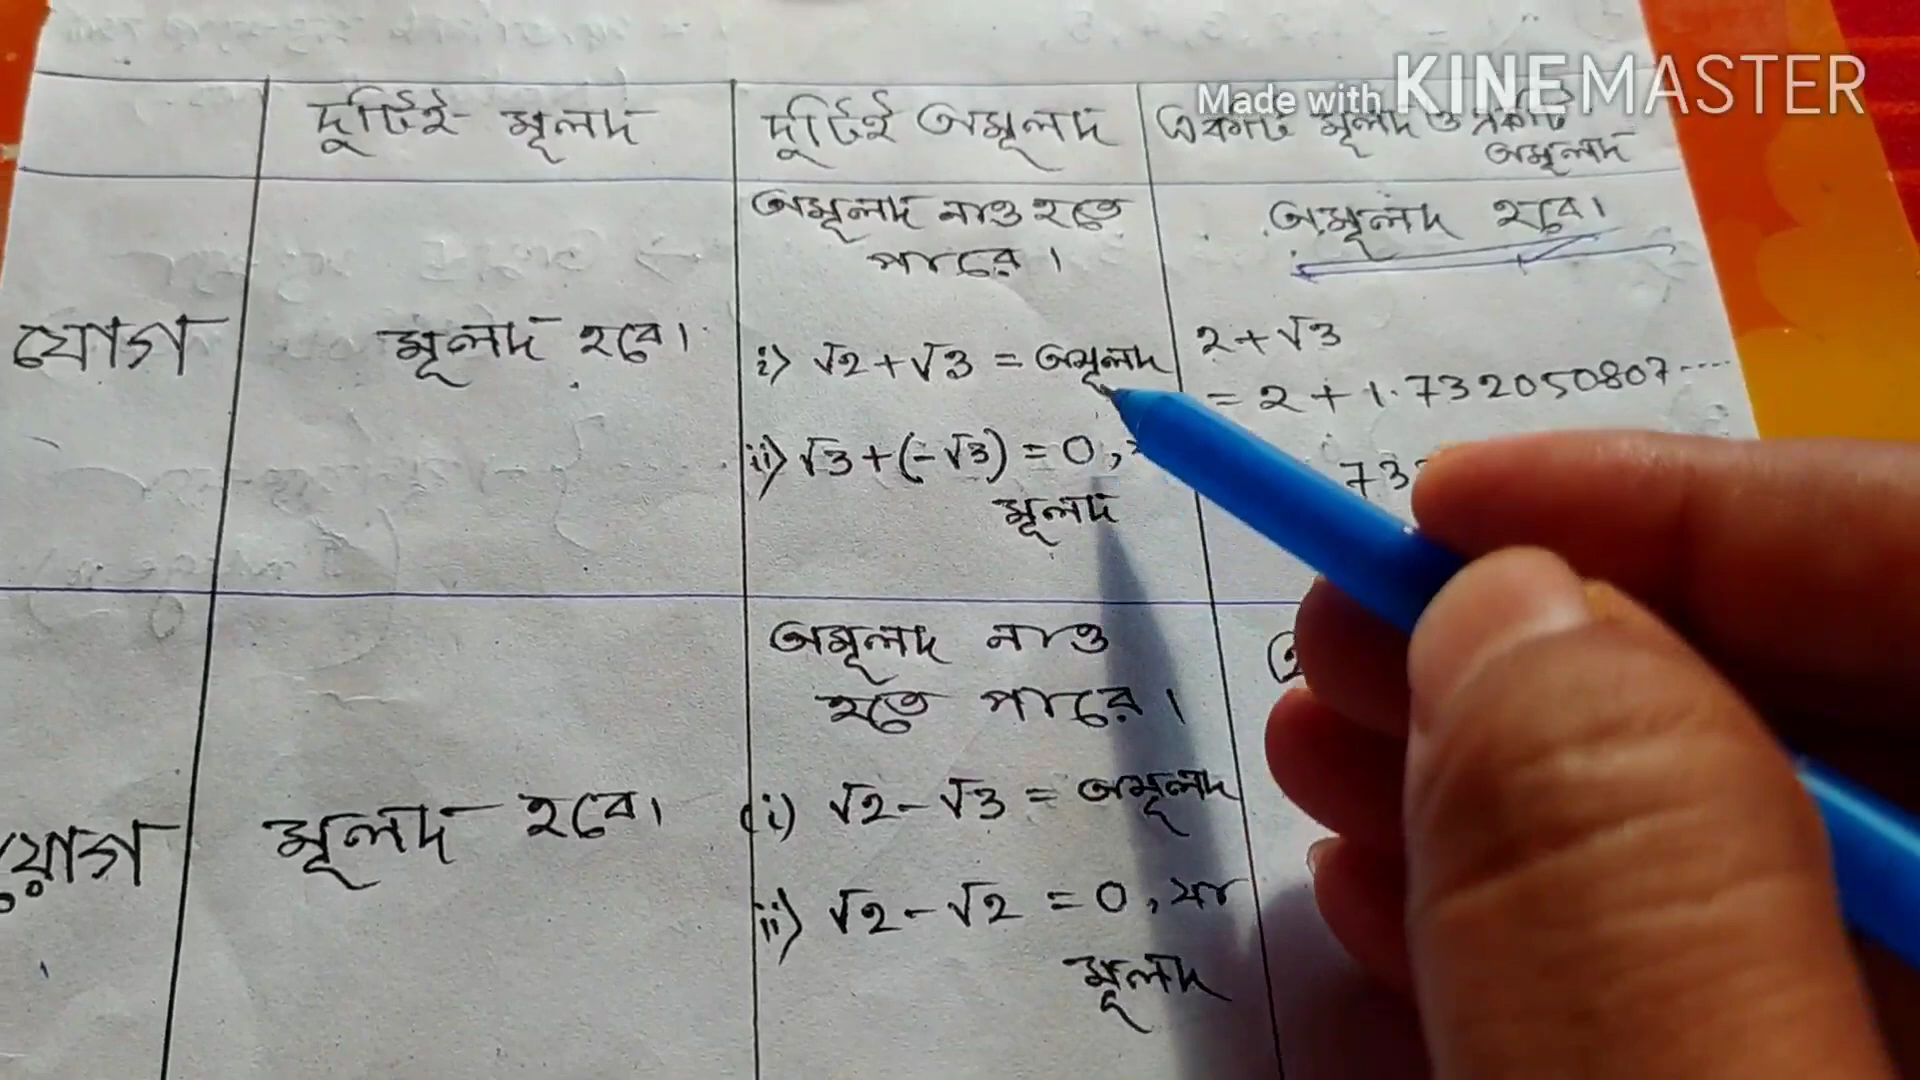 Made with KINEMASTER
দুটিই মূলদ
দুটিই অমূলদ
একটি মূলদ ও একটি
অমূলদ
যোগ
মূলদ হবে।
অমূলদ নাও হতে
পারে।
i) √2 + √3 = অমূলদ
ii) √3 + (-√3) = 0,
মূলদ
অমূলদ হবে।
2 + √3
= 2 + 1.732050807....
মূলদ হবে।
অমূলদ নাও
হতে পারে।
(i) √2 - √3 = অমূলদ
ii) √2 - √2 = 0, যা
মূলদ